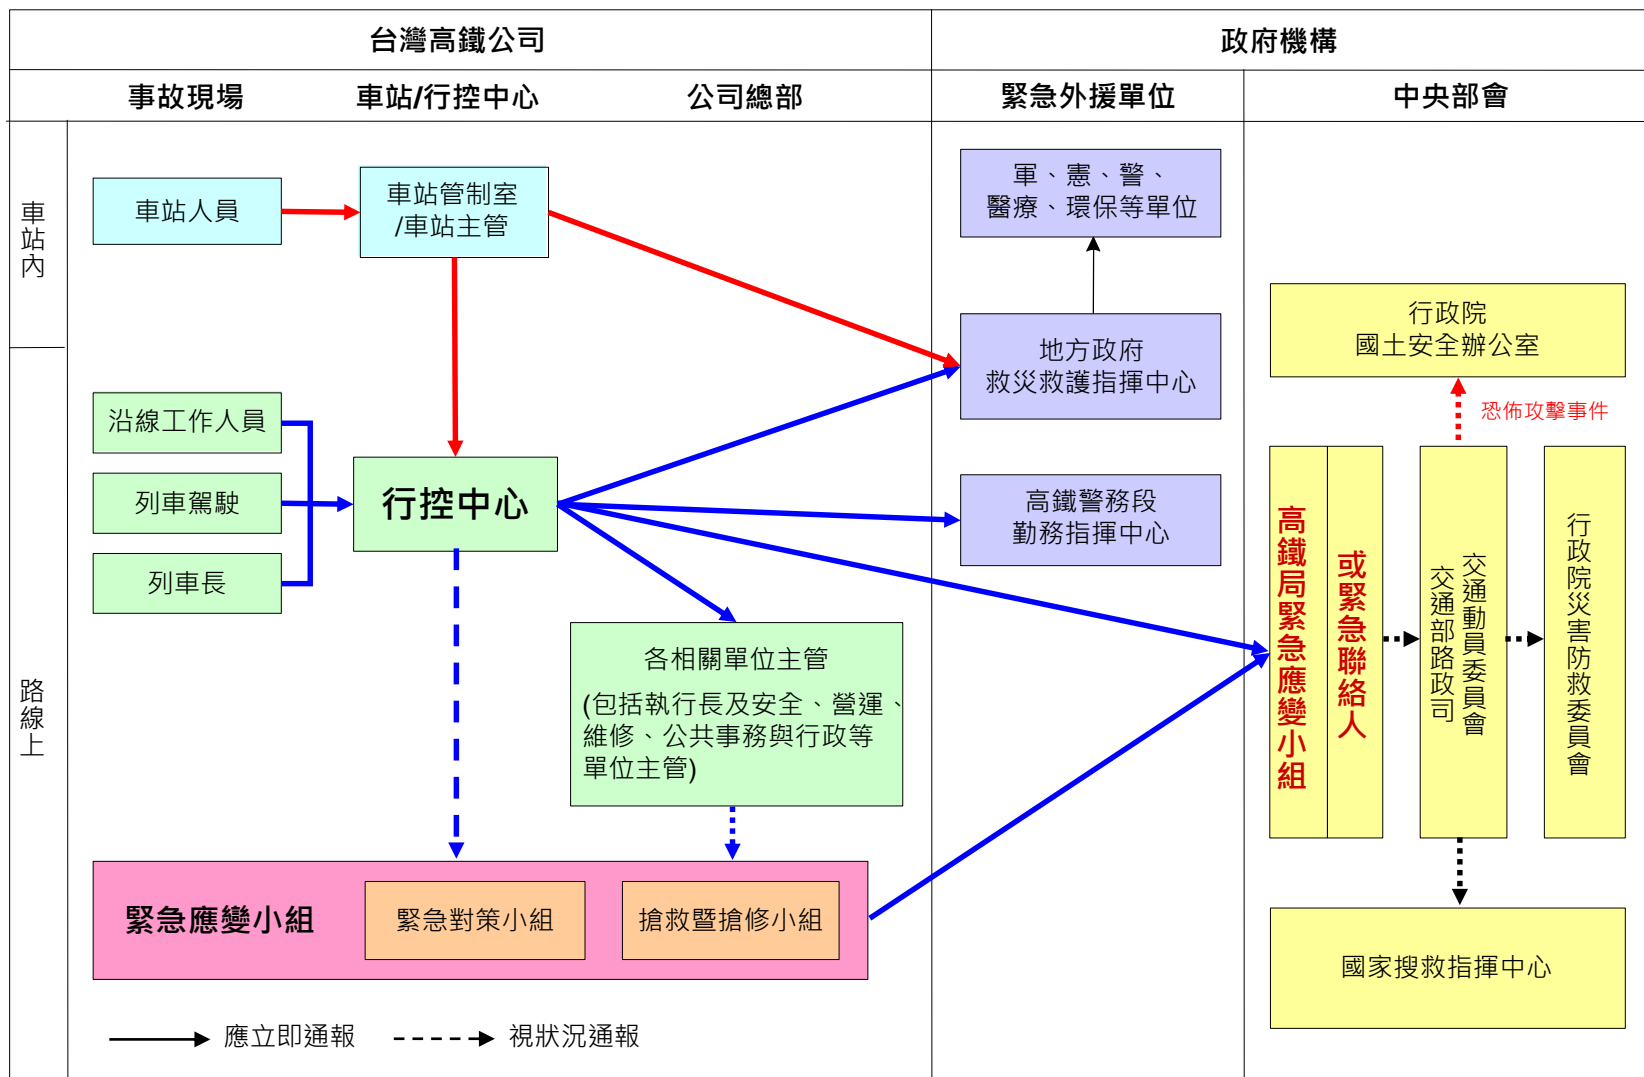 台灣高鐵公司
政府機構
事故現場
車站/行控中心
公司總部
緊急外援單位
中央部會
車站內
車站人員
車站管制室
/車站主管
軍、憲、警、
醫療、環保等單位
地方政府
救災救護指揮中心
行政院
國土安全辦公室
恐佈攻擊事件
路線上
沿線工作人員
列車駕駛
列車長
行控中心
高鐵警務段
勤務指揮中心
各相關單位主管
(包括執行長及安全、營運、
維修、公共事務與行政等
單位主管)
高鐵局緊急應變小組
或緊急聯絡人
交通動員委員會
交通部路政司
行政院災害防救委員會
緊急應變小組
緊急對策小組
搶救暨搶修小組
國家搜救指揮中心
應立即通報
視狀況通報